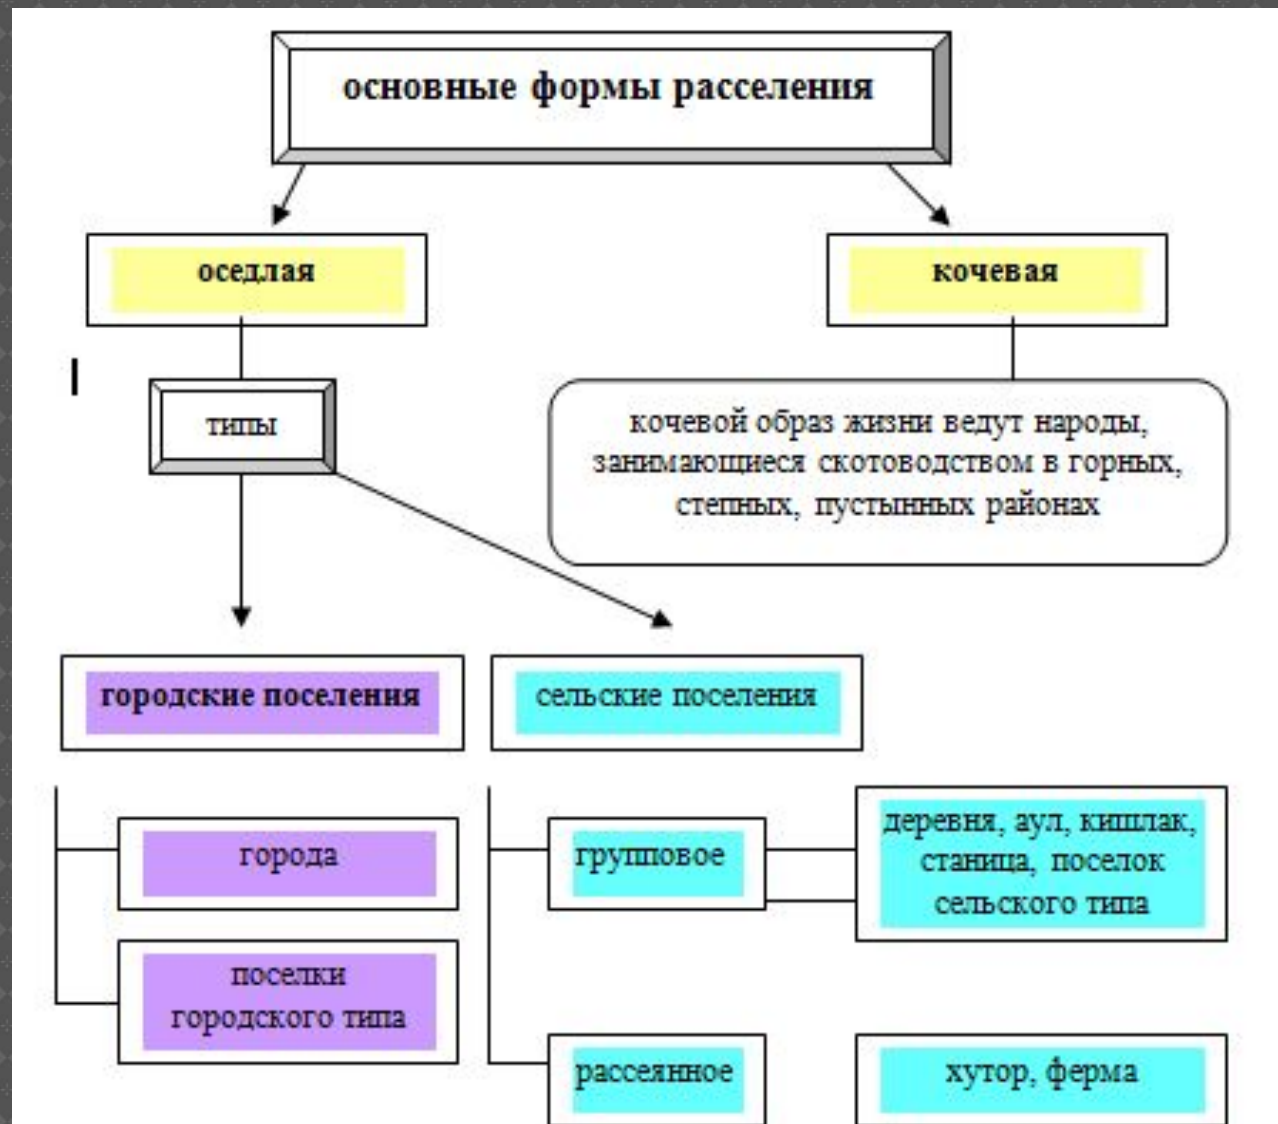 основные формы расселения
оседлая
кочевая
типы
кочевой образ жизни ведут народы,
занимающиеся скотоводством в горных,
степных, пустынных районах
городские поселения
сельские поселения
города
поселки
городского типа
групповое
деревня, аул, кишлак,
станица, поселок
сельского типа
рассеянное
хутор, ферма